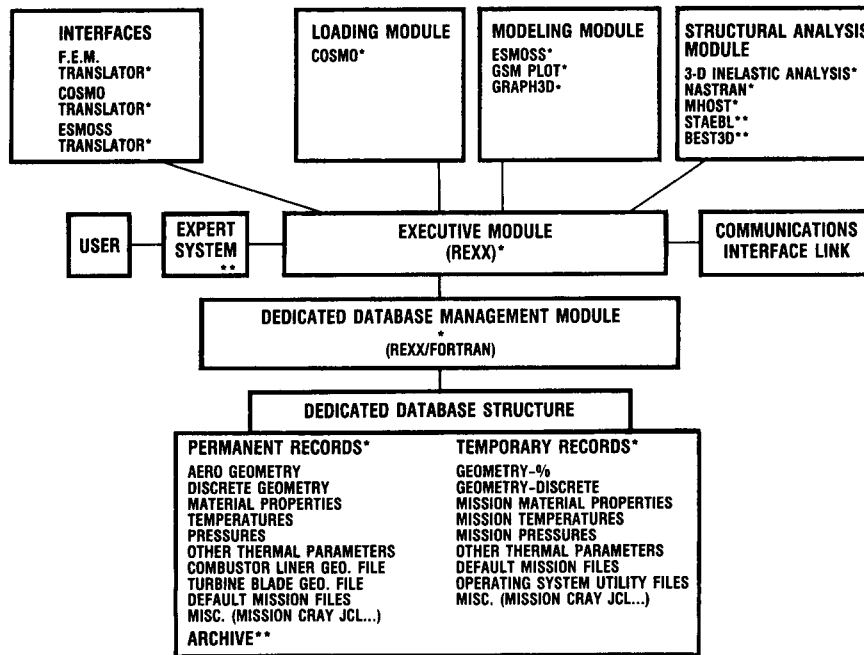 INTERFACES
F.E.M.
TRANSLATOR*
COSMO
TRANSLATOR*
ESMOSS
TRANSLATOR*
LOADING MODULE
COSMO*
MODELING MODULE
ESMOSS*
GSM PLOT*
GRAPH3D*
STRUCTURAL ANALYSIS
MODULE
3-D INELASTIC ANALYSIS*
NASTRAN*
MHOST*
STAEBL**
BEST3D**
USER
EXPERT
SYSTEM
**
EXECUTIVE MODULE
(REXX)*
COMMUNICATIONS
INTERFACE LINK
DEDICATED DATABASE MANAGEMENT MODULE
*
(REXX/FORTRAN)
DEDICATED DATABASE STRUCTURE
PERMANENT RECORDS*
AERO GEOMETRY
DISCRETE GEOMETRY
MATERIAL PROPERTIES
TEMPERATURES
PRESSURES
OTHER THERMAL PARAMETERS
COMBUSTOR LINER GEO. FILE
TURBINE BLADE GEO. FILE
DEFAULT MISSION FILES
MISC. (MISSION CRAY JCL...)
ARCHIVE**
TEMPORARY RECORDS*
GEOMETRY-%
GEOMETRY-DISCRETE
MISSION MATERIAL PROPERTIES
MISSION TEMPERATURES
MISSION PRESSURES
OTHER THERMAL PARAMETERS
DEFAULT MISSION FILES
OPERATING SYSTEM UTILITY FILES
MISC. (MISSION CRAY JCL...)